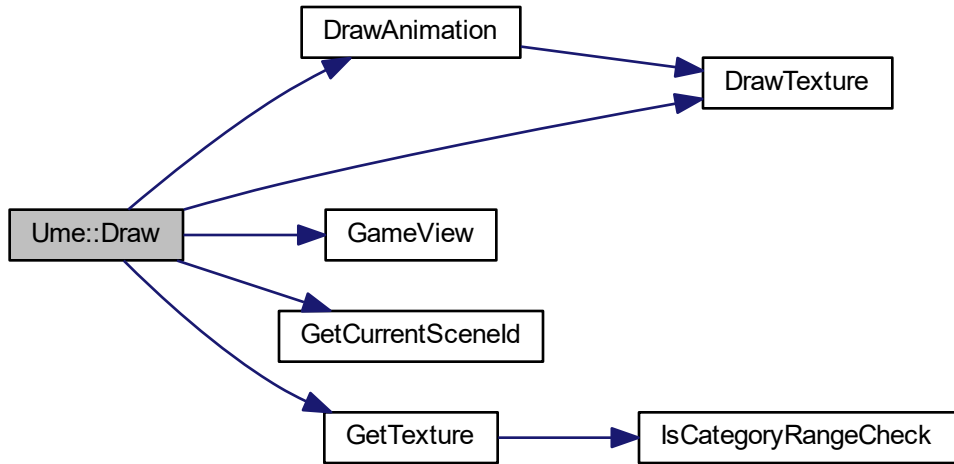 DrawAnimation
DrawTexture
Ume::Draw
GameView
GetCurrentSceneId
GetTexture
IsCategoryRangeCheck